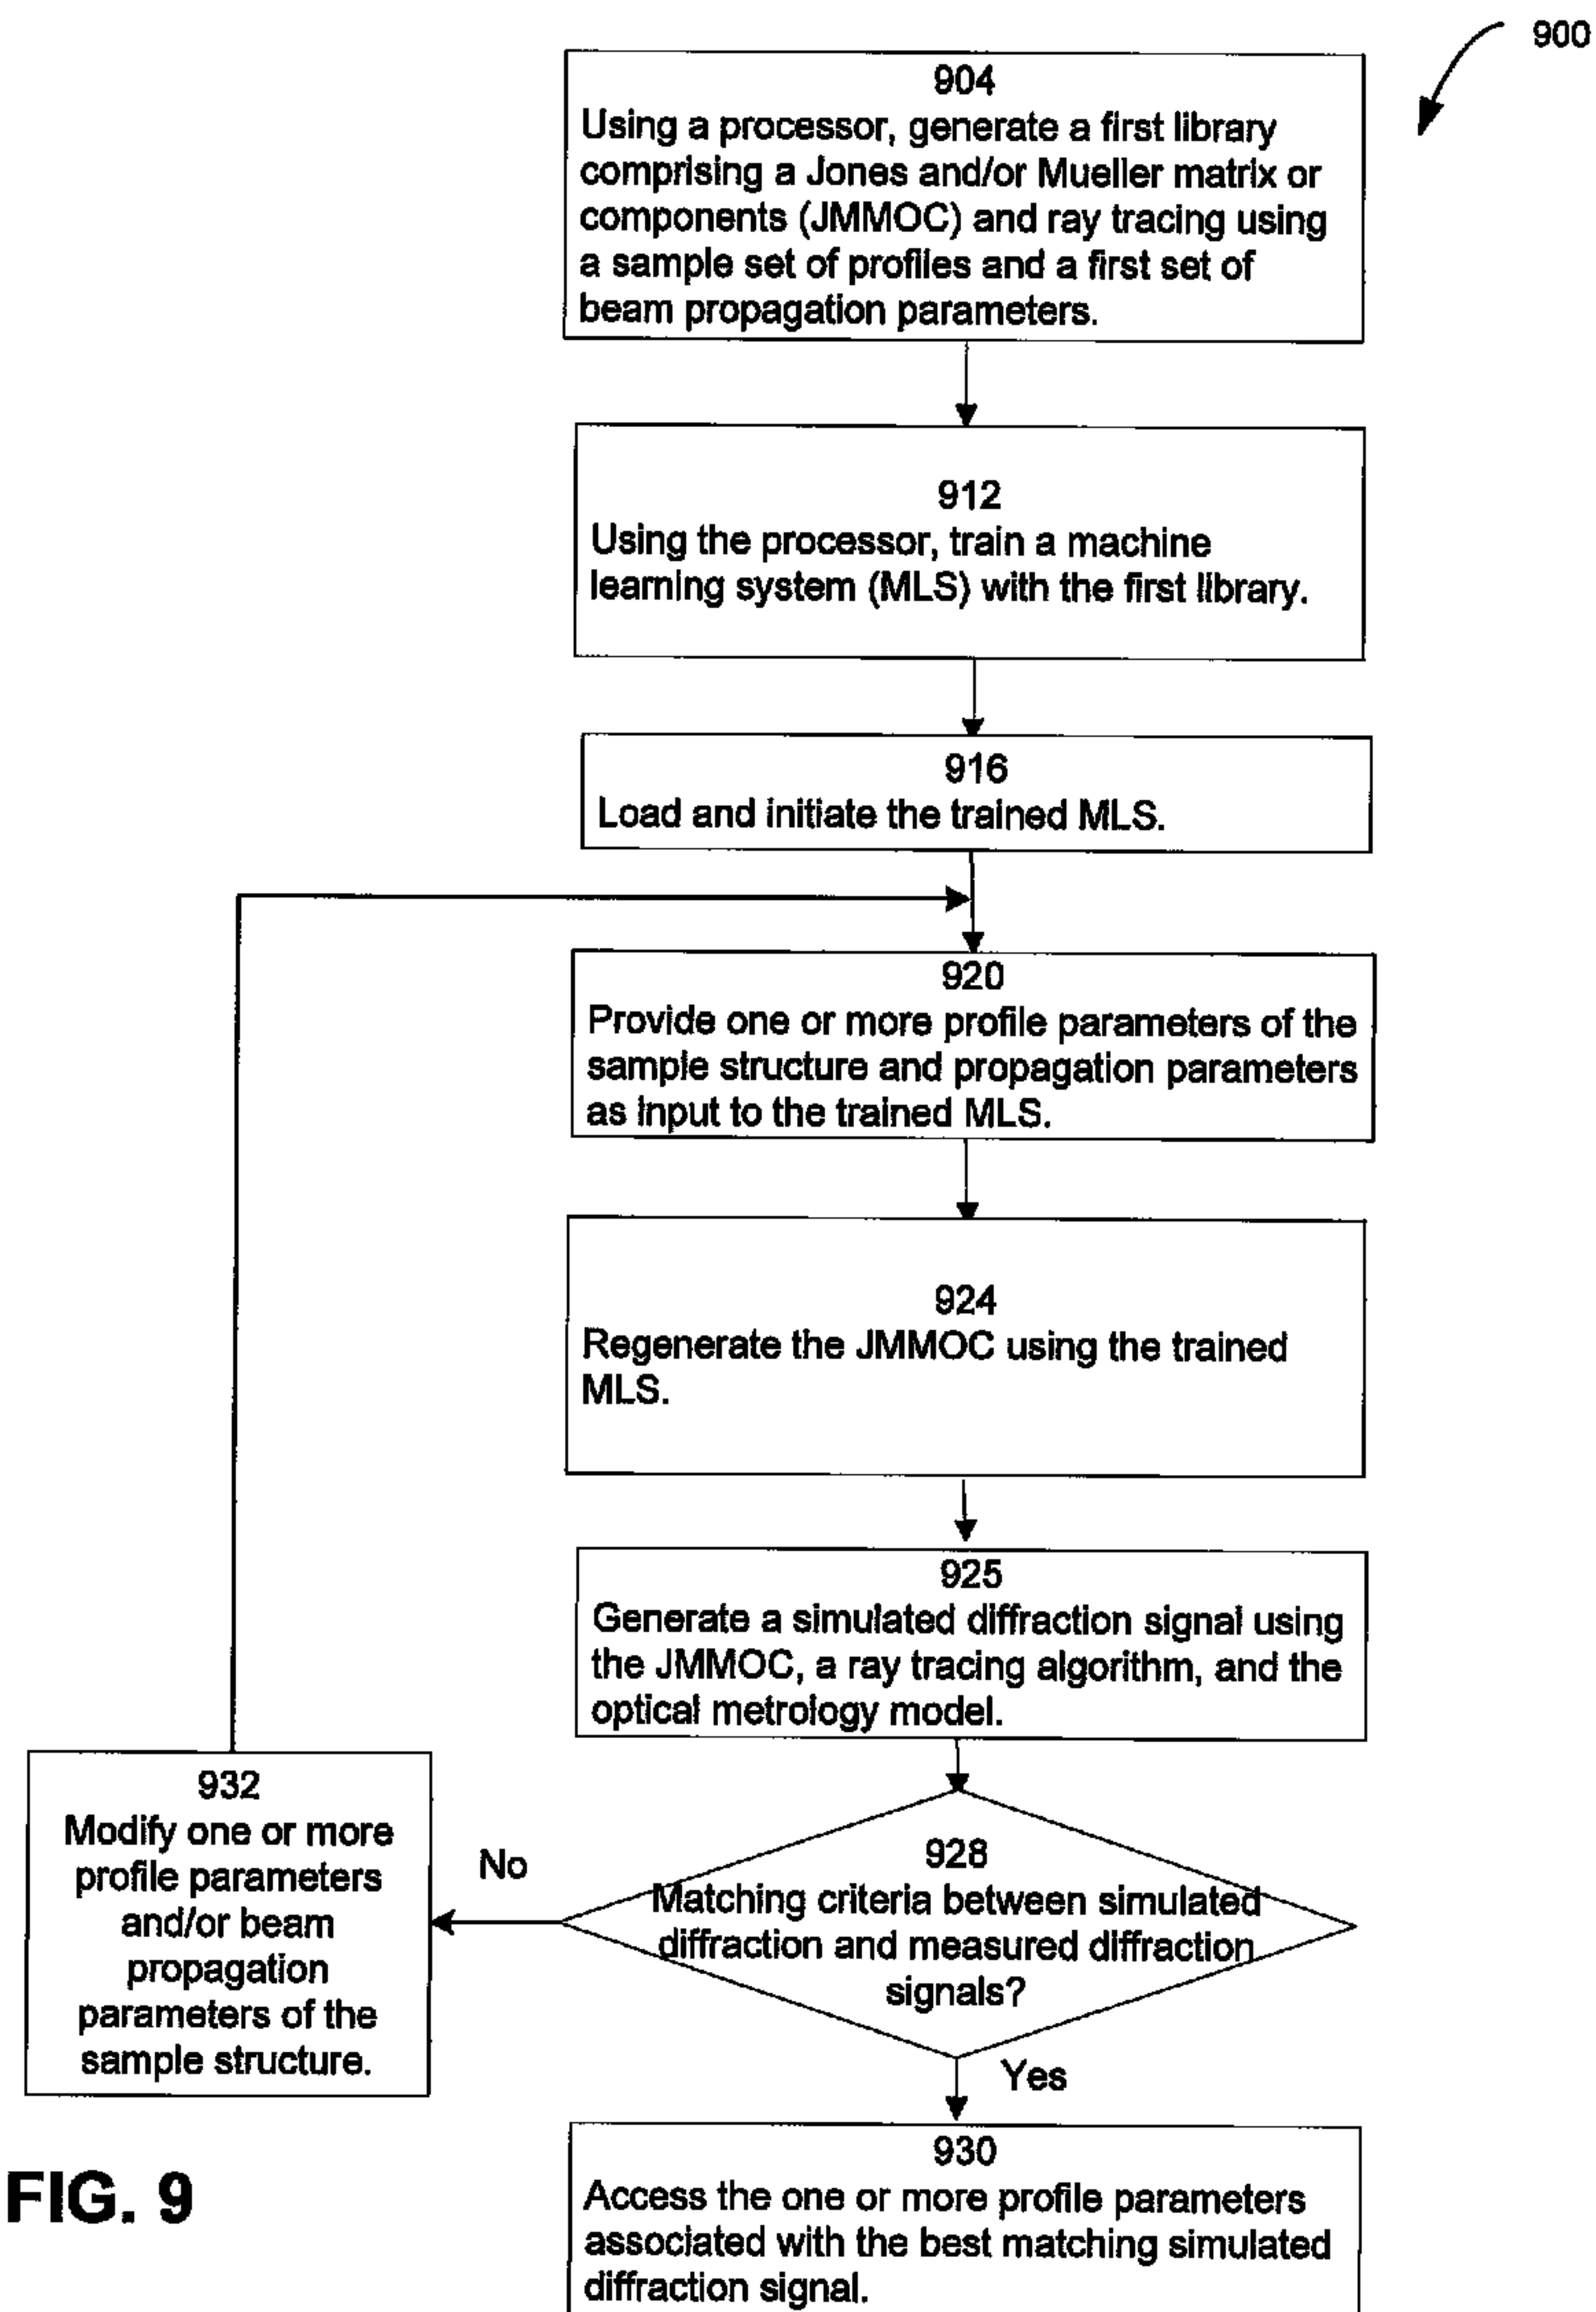 900
904
Using a processor, generate a first library
comprising a Jones and/or Mueller matrix or
components (JMMOC) and ray tracing using
a sample set of profiles and a first set of
beam propagation parameters.
912
Using the processor, train a machine
learning system (MLS) with the first library.
916
Load and initiate the trained MLS.
920
Provide one or more profile parameters of the
sample structure and propagation parameters
as input to the trained MLS.
924
Regenerate the JMMOC using the trained
MLS.
925
Generate a simulated diffraction signal using
the JMMOC, a ray tracing algorithm, and the
optical metrology model.
928
Matching criteria between simulated
diffraction and measured diffraction
signals?
No
932
Modify one or more
profile parameters
and/or beam
propagation
parameters of the
sample structure.
Yes
930
Access the one or more profile parameters
associated with the best matching simulated
diffraction signal.
FIG. 9